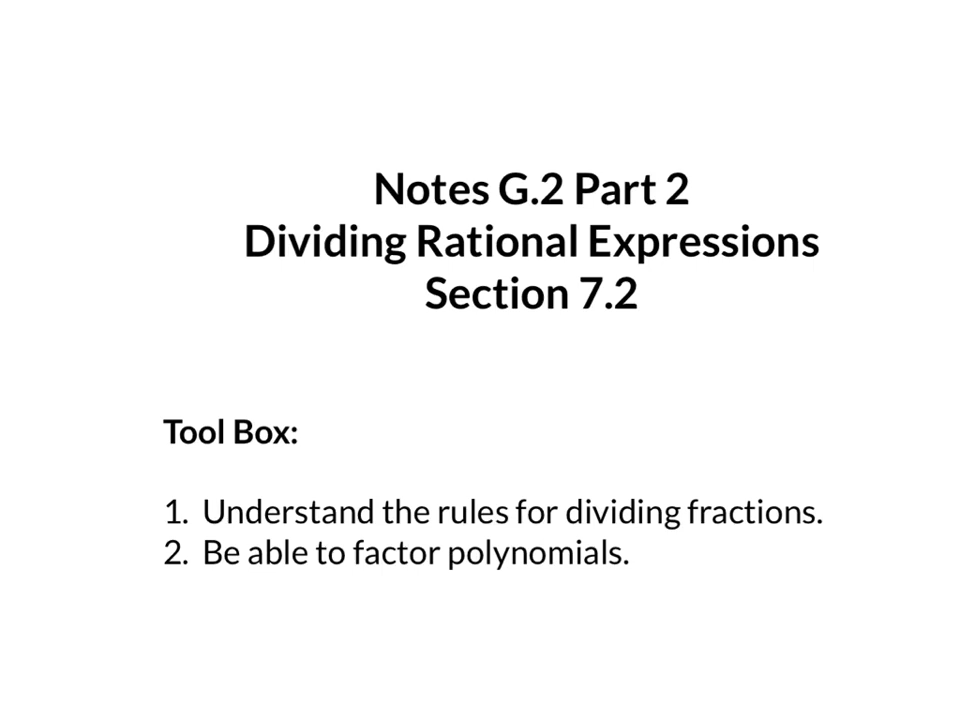 Notes G.2 Part 2
Dividing Rational Expressions
Section 7.2
Tool Box:
1. Understand the rules for dividing fractions.
2. Be able to factor polynomials.